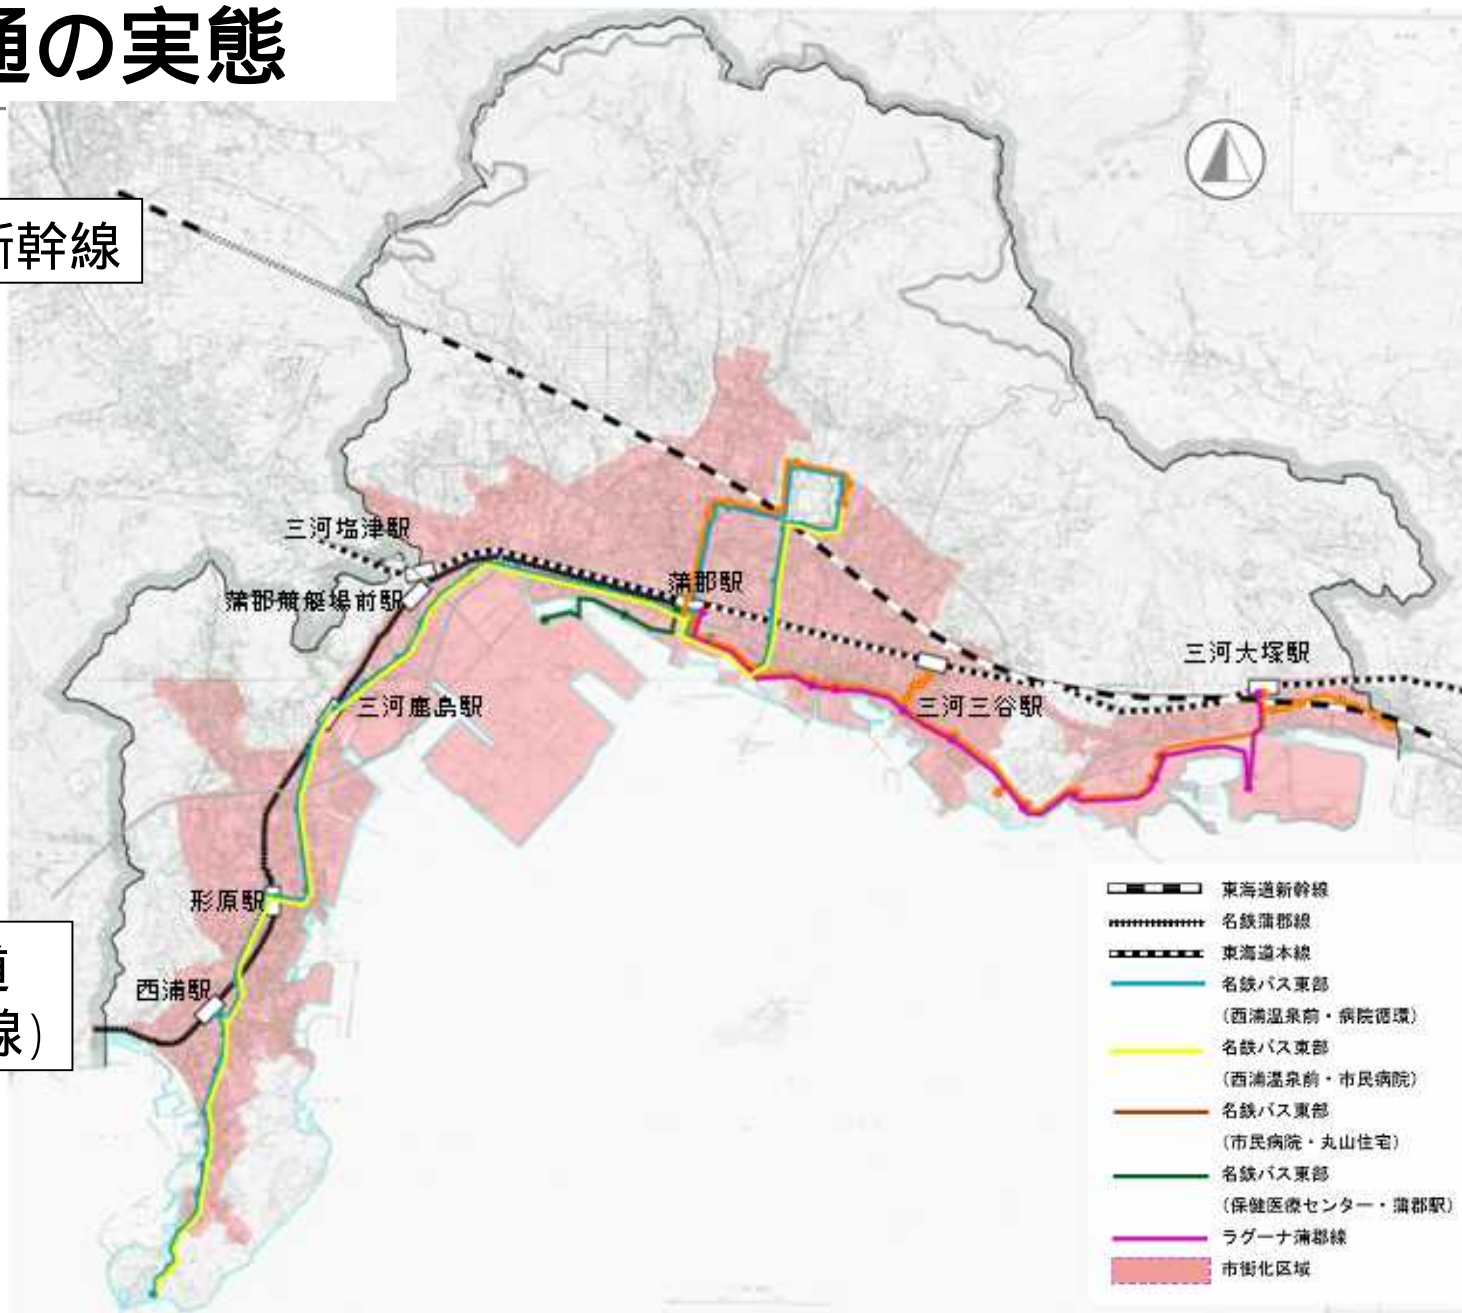 通の実態
新幹線
三河塩津駅
蒲郡競艇場前駅
蒲郡駅
三河大塚駅
三河鹿島駅
三河三谷駅
形原駅
西浦駅
道
線）
東海道新幹線
名鉄蒲郡線
東海道本線
名鉄バス東部
（西浦温泉前・病院循環）
名鉄バス東部
（西浦温泉前・市民病院）
名鉄バス東部
（市民病院・丸山住宅）
名鉄バス東部
（保健医療センター・蒲郡駅）
ラグーナ蒲郡線
市街化区域